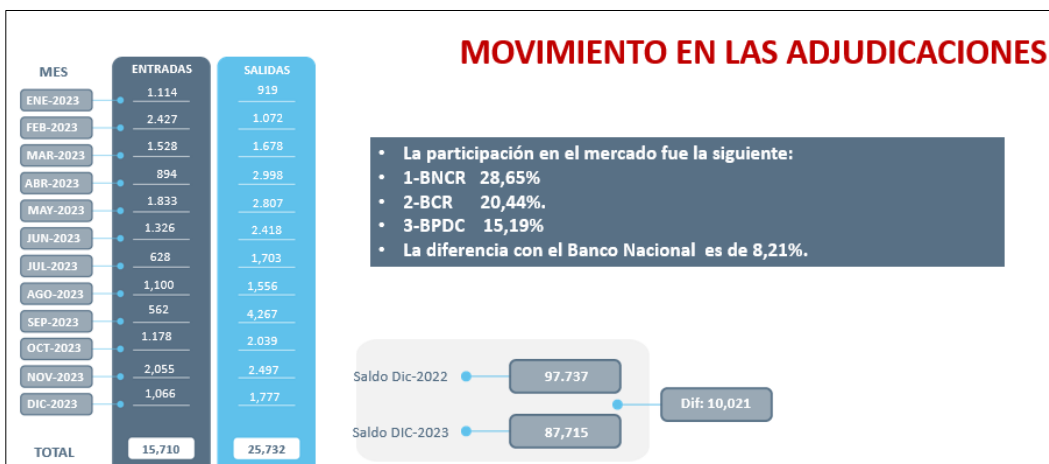 MOVIMIENTO EN LAS ADJUDICACIONES
MES ENTRADAS SALIDAS
ENE-2023 1.114 919
FEB-2023 2.427 1.072
MAR-2023 1.528 1.678
ABR-2023 894 2.998
MAY-2023 1.833 2.807
JUN-2023 1.326 2.418
JUL-2023 628 1,703
AGO-2023 1,100 1,556
SEP-2023 562 4,267
OCT-2023 1.178 2.039
NOV-2023 2,055 2.497
DIC-2023 1,066 1,777
TOTAL 15,710 25,732
• La participación en el mercado fue la siguiente:
• 1-BNCR 28,65%
• 2-BCR 20,44%.
• 3-BPDC 15,19%
• La diferencia con el Banco Nacional es de 8,21%.
Saldo Dic-2022 97.737
Dif: 10,021
Saldo DIC-2023 87,715